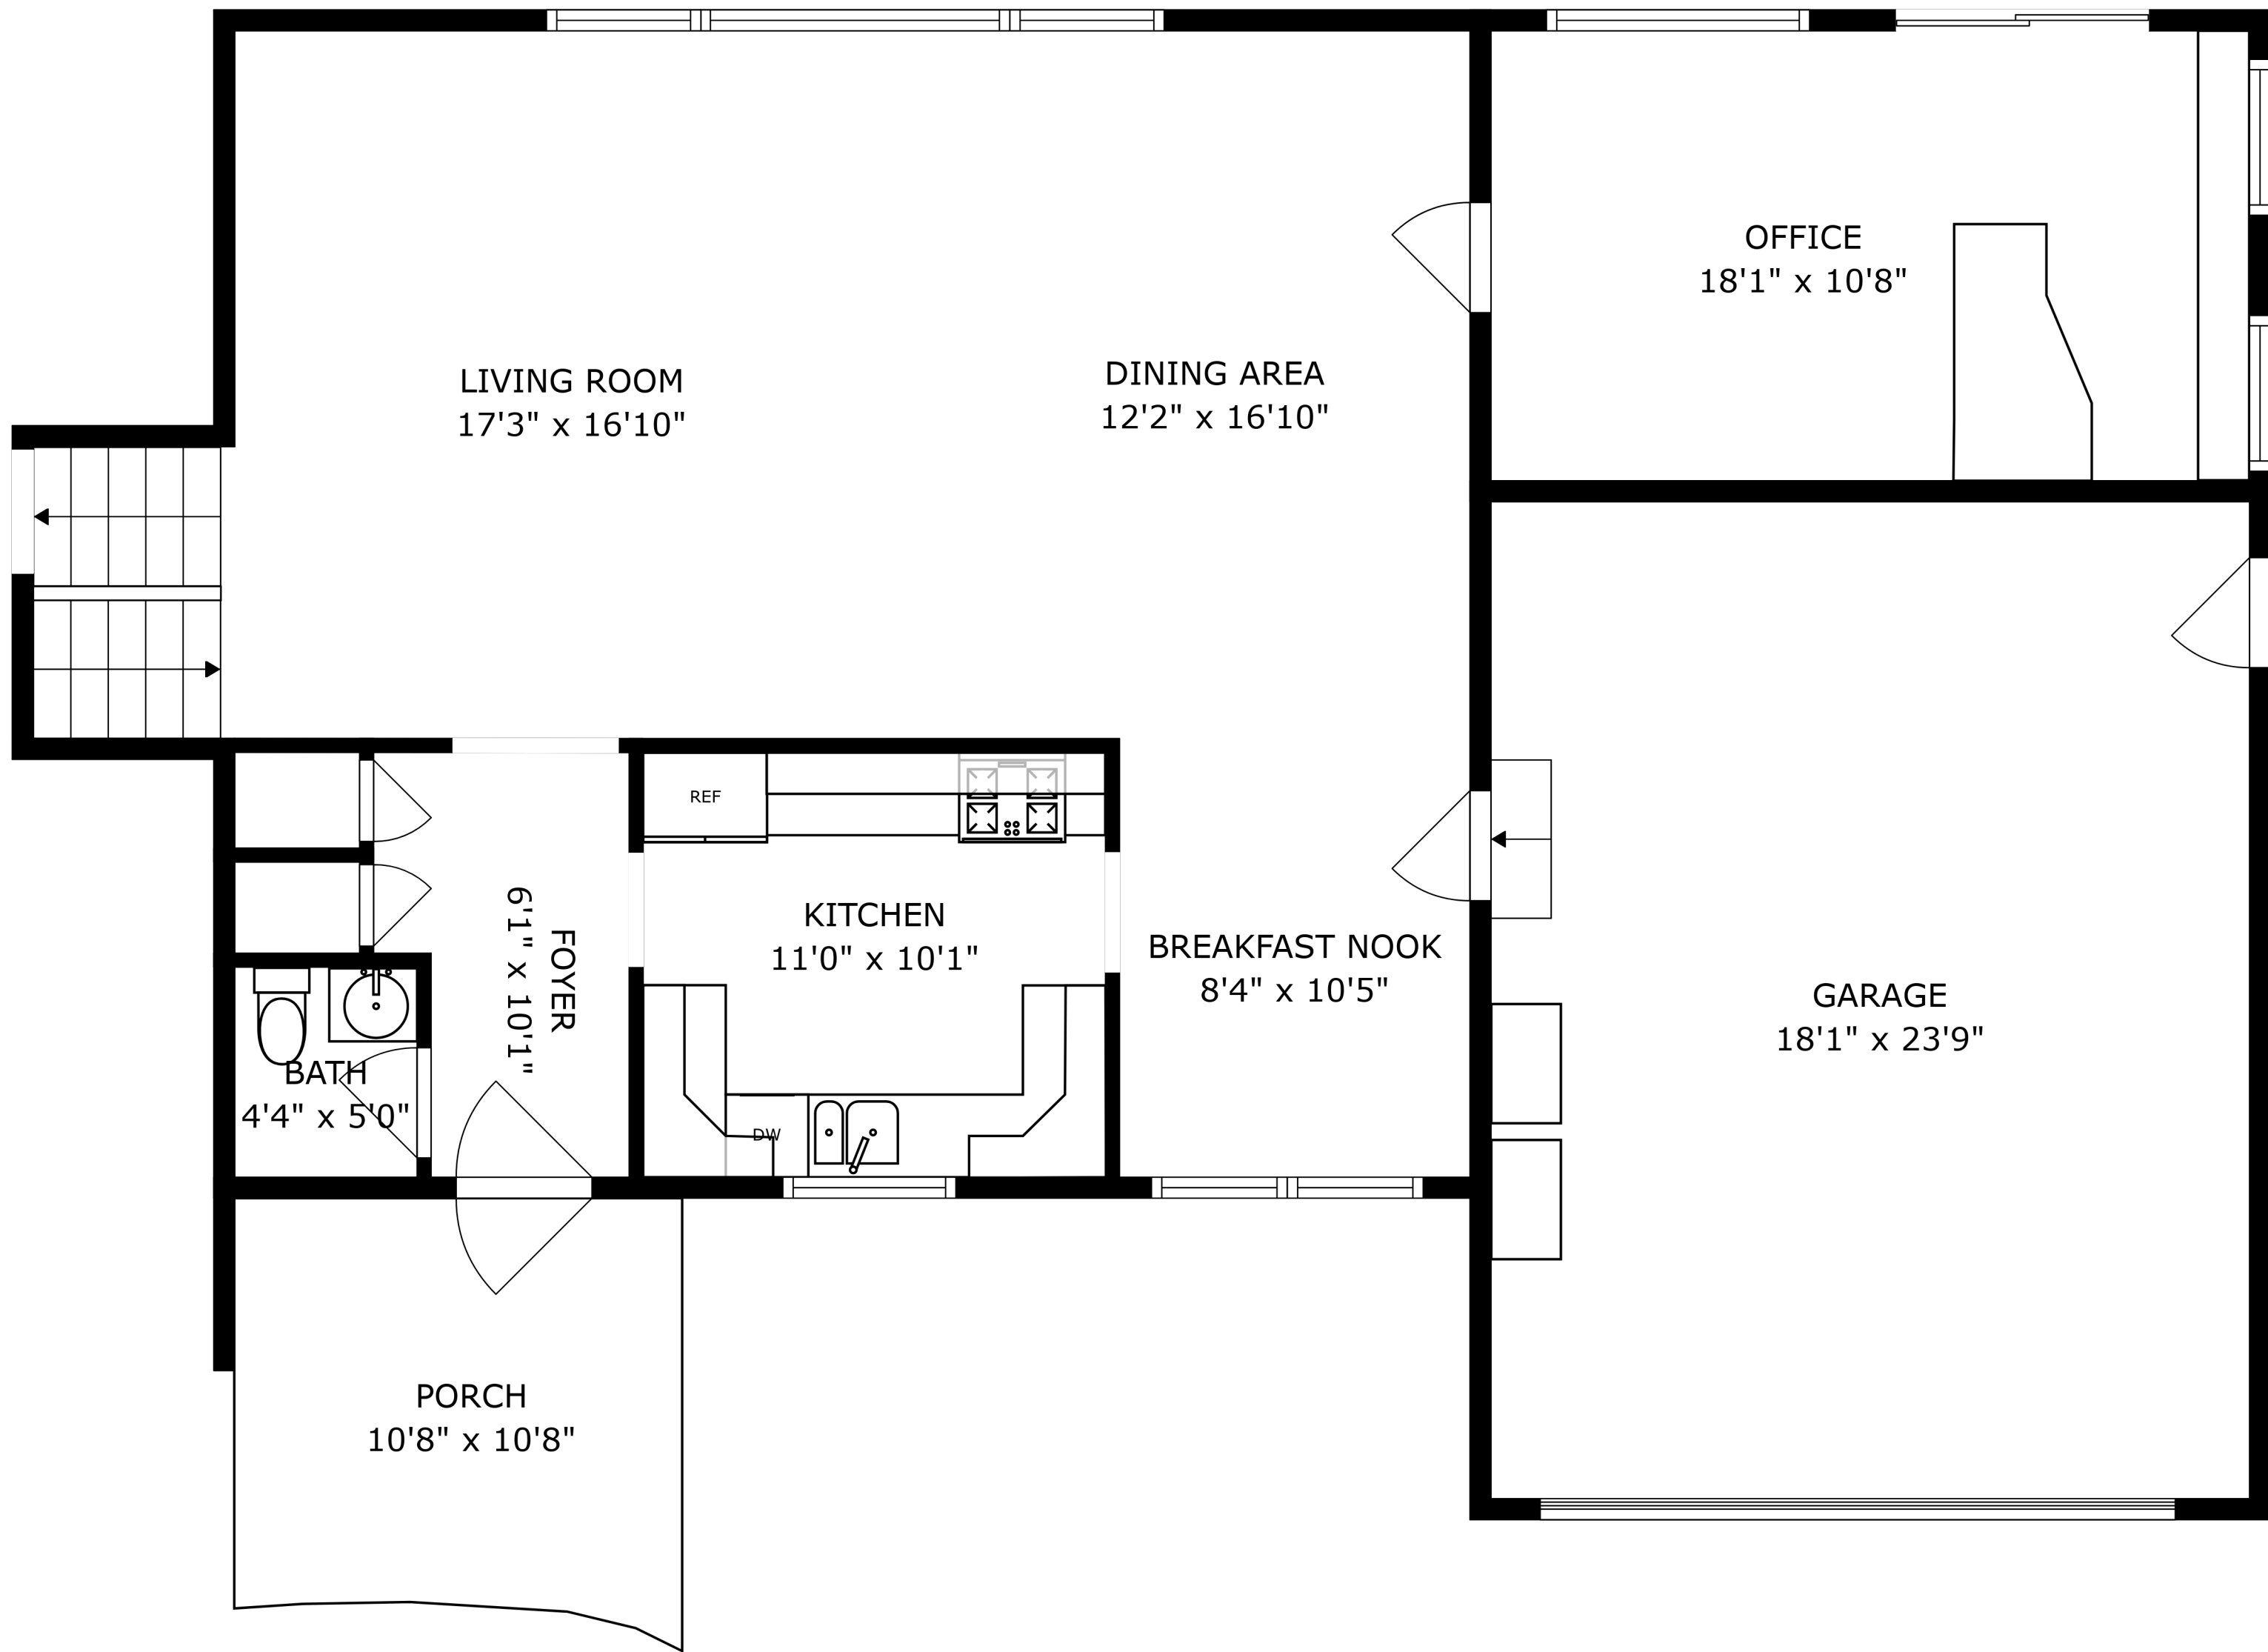 OFFICE
18'1" x 10'8"
LIVING ROOM
17'3" x 16'10"
DINING AREA
12'2" x 16'10"
REF
KITCHEN
11'0" x 10'1"
FOYER
6'1" x 10'1"
BREAKFAST NOOK
8'4" x 10'5"
GARAGE
18'1" x 23'9"
BATH
4'4" x 5'0"
DW
PORCH
10'8" x 10'8"